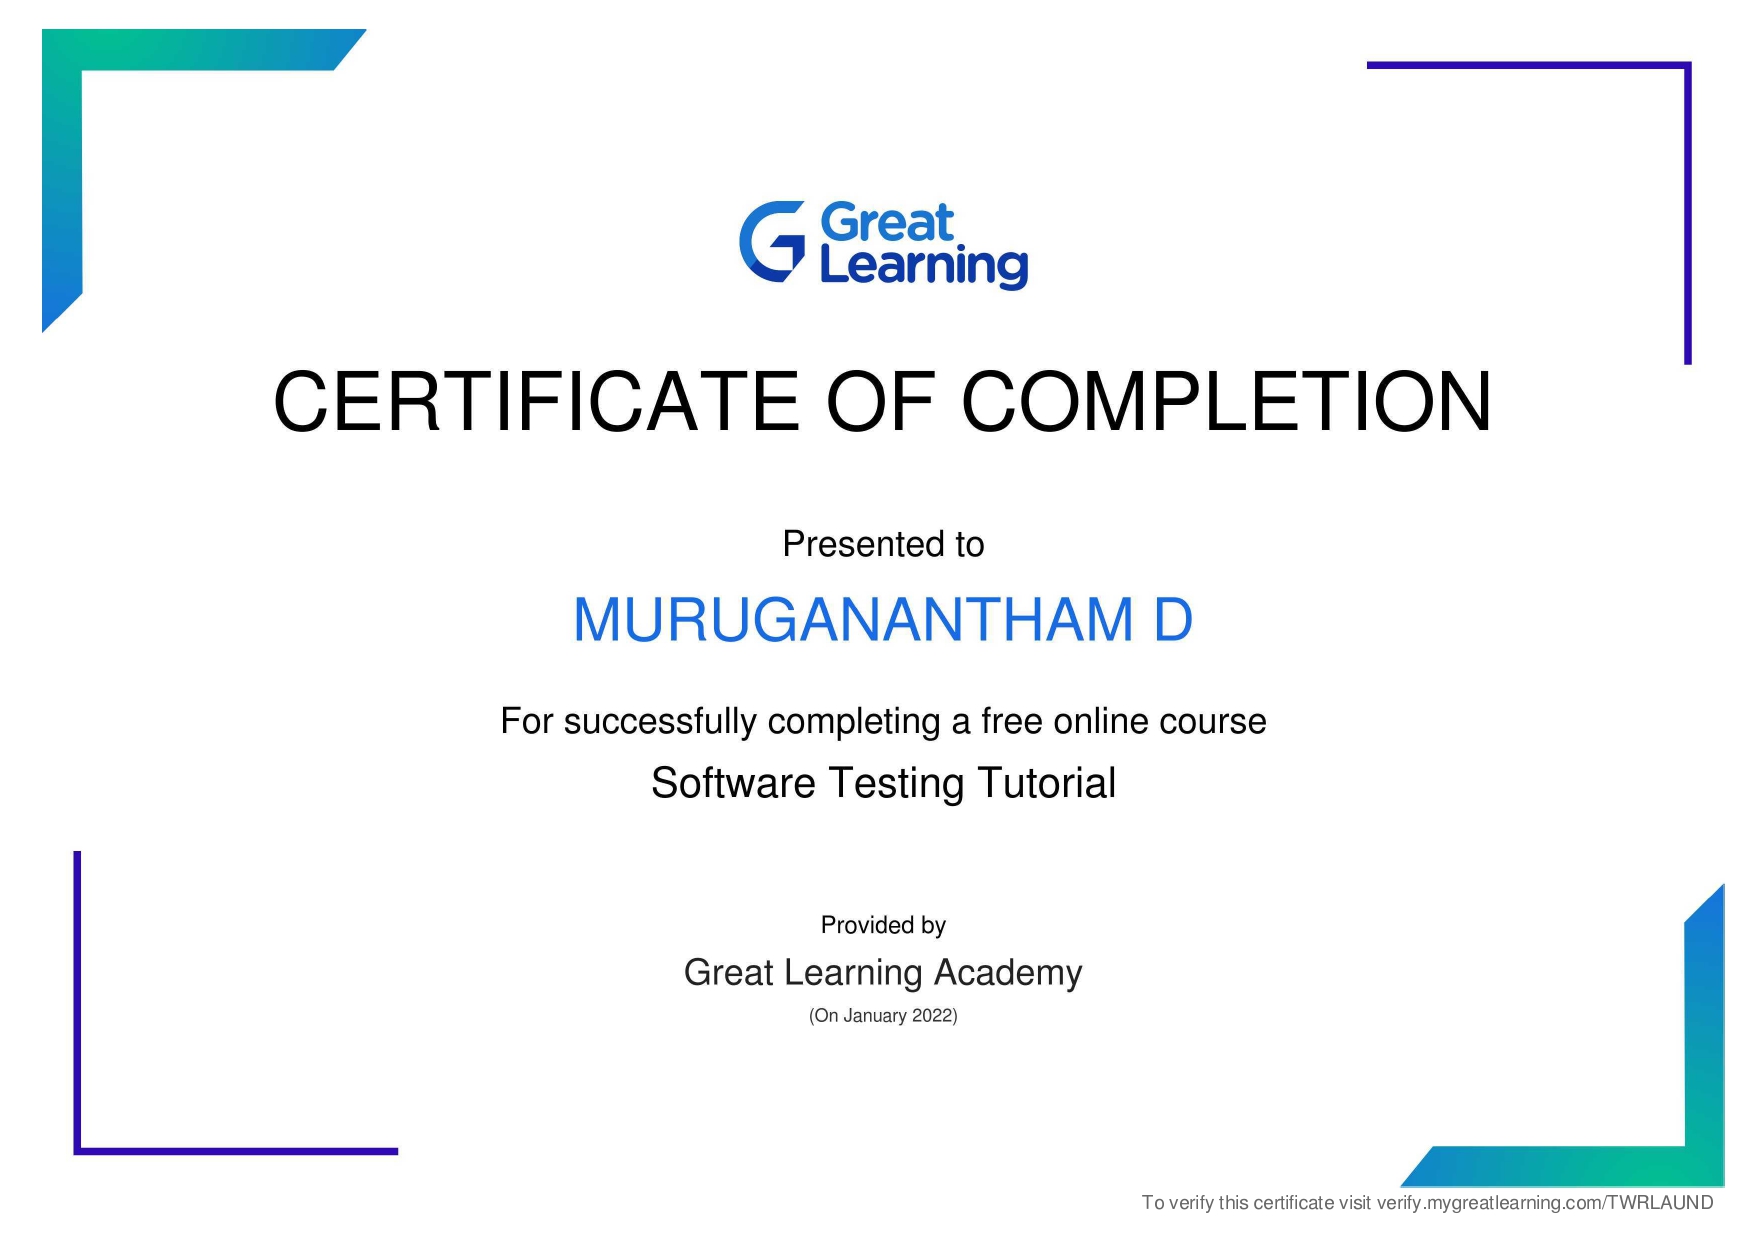 Great
Learning
CERTIFICATE OF COMPLETION
Presented to
MURUGANANTHAM D
For successfully completing a free online course
Software Testing Tutorial
Provided by
Great Learning Academy
(On January 2022)
To verify this certificate visit verify.mygreatlearning.com/TWRLAUND